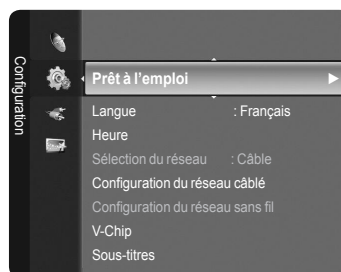 Configuration
Prêt à l'emploi
Langue : Français
Heure
Sélection du réseau : Câble
Configuration du réseau câblé
Configuration du réseau sans fil
V-Chip
Sous-titres